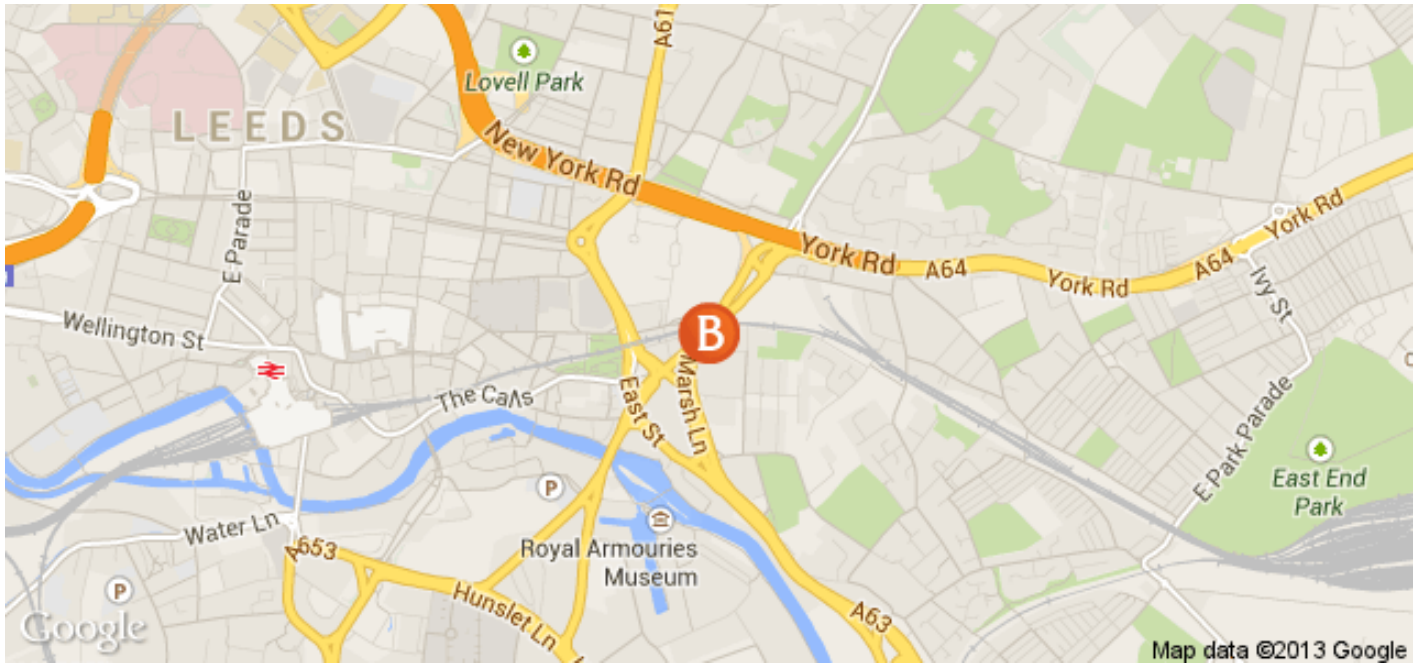 A61
Lovell Park
LEEDS
New York Rd
E Parade
York Rd
York Rd
A64
A64
York Rd
Ivy St
Wellington St
B
The Calls
East St
Marsh Ln
E Park Parade
East End
Park
P
Water Ln
Royal Armouries
Museum
A653
P
Hunslet Ln
A63
Google
Map data ©2013 Google